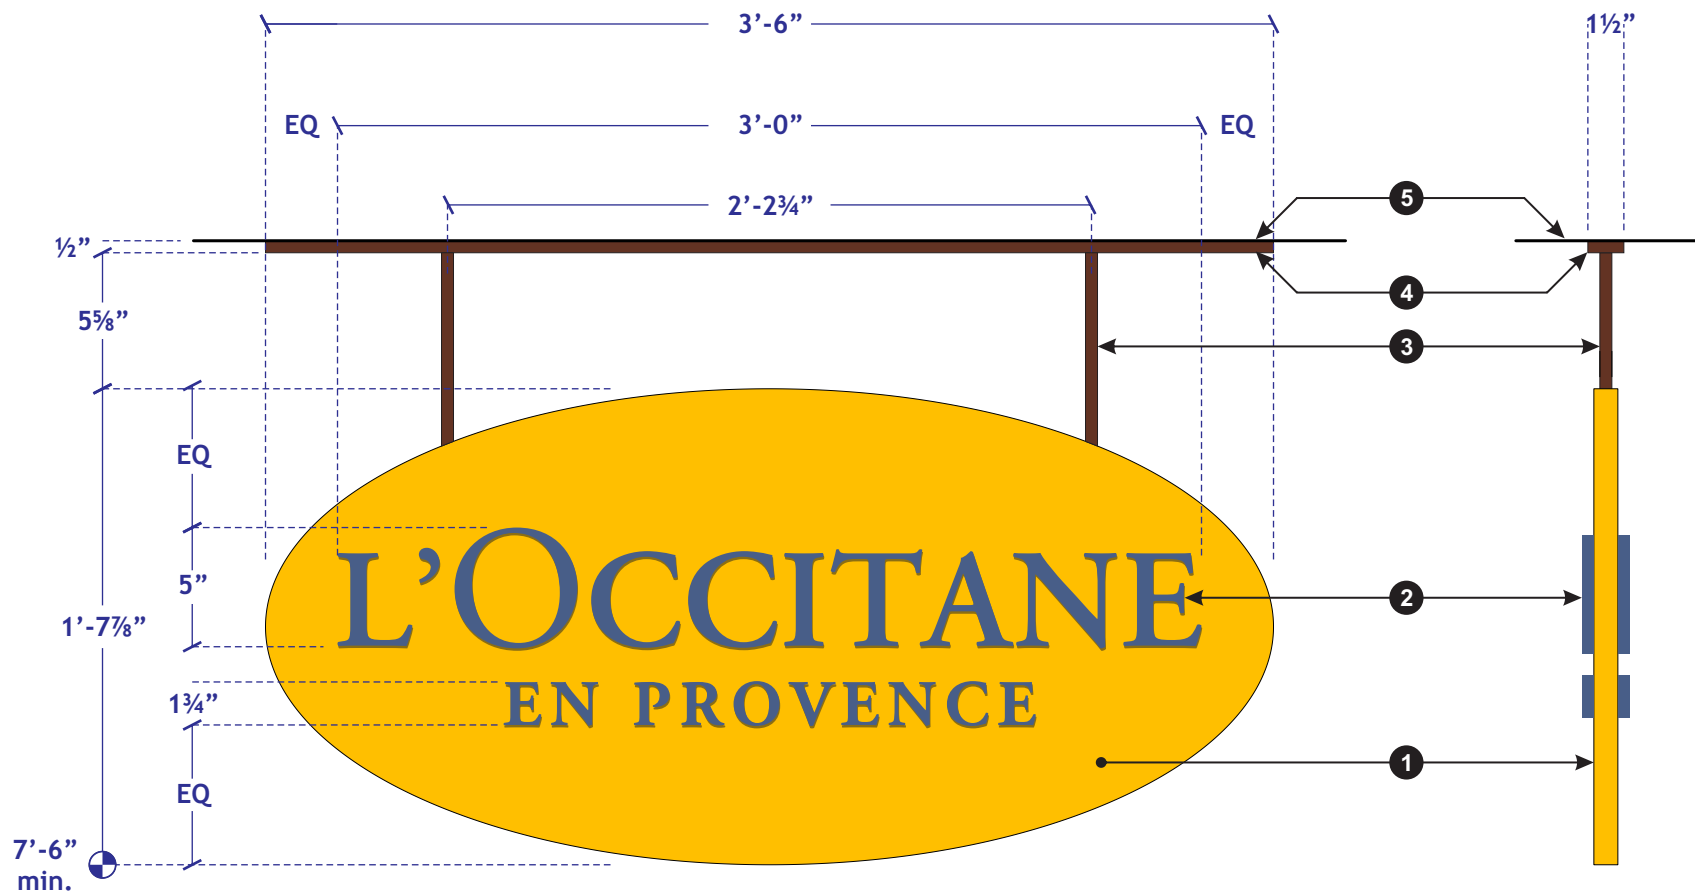 3’-6”
1½”
EQ
3’-0”
EQ
2’-2¾”
5
½”
4
5⅝”
3
EQ
L’OCCITANE
5”
2
1’-7⅞”
EN PROVENCE
1¾”
1
EQ
7’-6”
min.